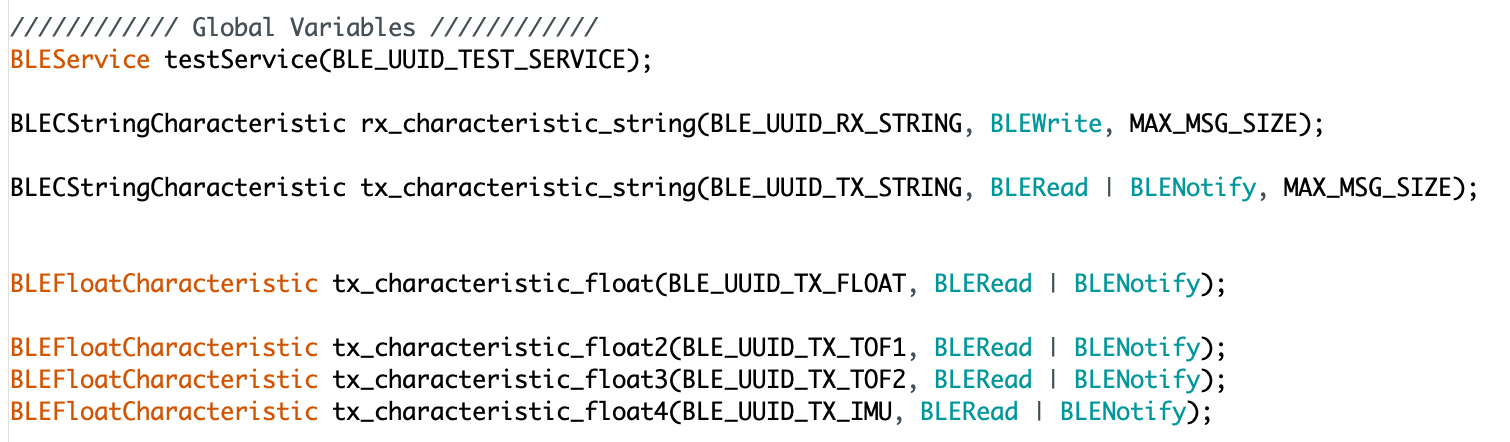 //////////// Global Variables ////////////
BLEService testService(BLE_UUID_TEST_SERVICE);
BLECStringCharacteristic rx_characteristic_string(BLE_UUID_RX_STRING, BLEWrite, MAX_MSG_SIZE);
BLECStringCharacteristic tx_characteristic_string(BLE_UUID_TX_STRING, BLERead | BLENotify, MAX_MSG_SIZE);
BLEFloatCharacteristic tx_characteristic_float(BLE_UUID_TX_FLOAT, BLERead | BLENotify);
BLEFloatCharacteristic tx_characteristic_float2(BLE_UUID_TX_TOF1, BLERead | BLENotify);
BLEFloatCharacteristic tx_characteristic_float3(BLE_UUID_TX_TOF2, BLERead | BLENotify);
BLEFloatCharacteristic tx_characteristic_float4(BLE_UUID_TX_IMU, BLERead | BLENotify);